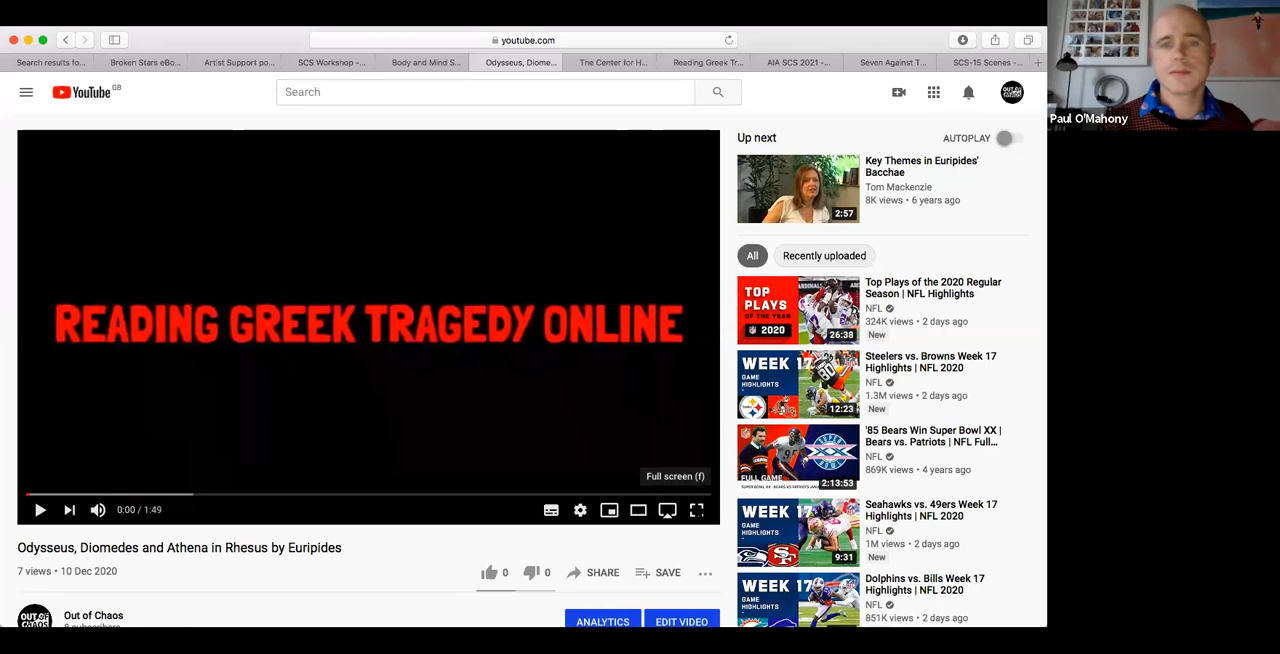 youtube.com
Search results fo...
Broken Stars eBo...
Artist Support po...
SCS Workshop -...
Body and Mind S...
Odysseus, Diome...
The Center for H...
Reading Greek Tr...
AIA SCS 2021 -...
Seven Against T...
SCS-15 Scenes -...
YouTube GB
Search
OUT OF CHAOS
Paul O'Mahony
READING GREEK TRAGEDY ONLINE
Full screen (f)
0:00 / 1:49
Odysseus, Diomedes and Athena in Rhesus by Euripides
7 views • 10 Dec 2020
0
0
SHARE
SAVE
OUT OF CHAOS
Out of Chaos
8 subscribers
ANALYTICS
EDIT VIDEO
Up next
AUTOPLAY
2:57
Key Themes in Euripides'
Bacchae
Tom Mackenzie
8K views • 6 years ago
All
Recently uploaded
TOP
PLAYS
OF THE YEAR
2020
26:38
Top Plays of the 2020 Regular
Season | NFL Highlights
NFL
324K views • 2 days ago
New
WEEK 17
GAME
HIGHLIGHTS
12:23
Steelers vs. Browns Week 17
Highlights | NFL 2020
NFL
1.3M views • 2 days ago
New
FULL GAME
2:13:53
'85 Bears Win Super Bowl XX |
Bears vs. Patriots | NFL Full...
NFL
869K views • 4 years ago
WEEK 17
GAME
HIGHLIGHTS
9:31
Seahawks vs. 49ers Week 17
Highlights | NFL 2020
NFL
1M views • 2 days ago
New
WEEK 17
GAME
HIGHLIGHTS
Dolphins vs. Bills Week 17
Highlights | NFL 2020
NFL
851K views • 2 days ago